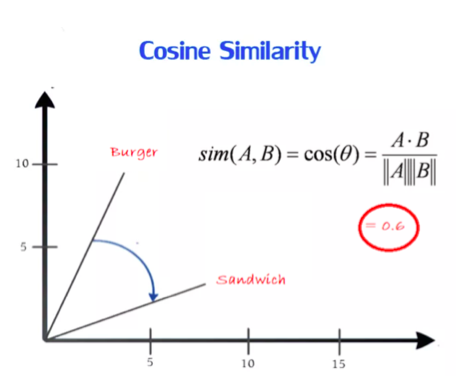 Cosine Similarity
Burger
sim(A, B) = cos(θ) = A · B / ‖A‖‖B‖
= 0.6
10
5
Sandwich
5
10
15